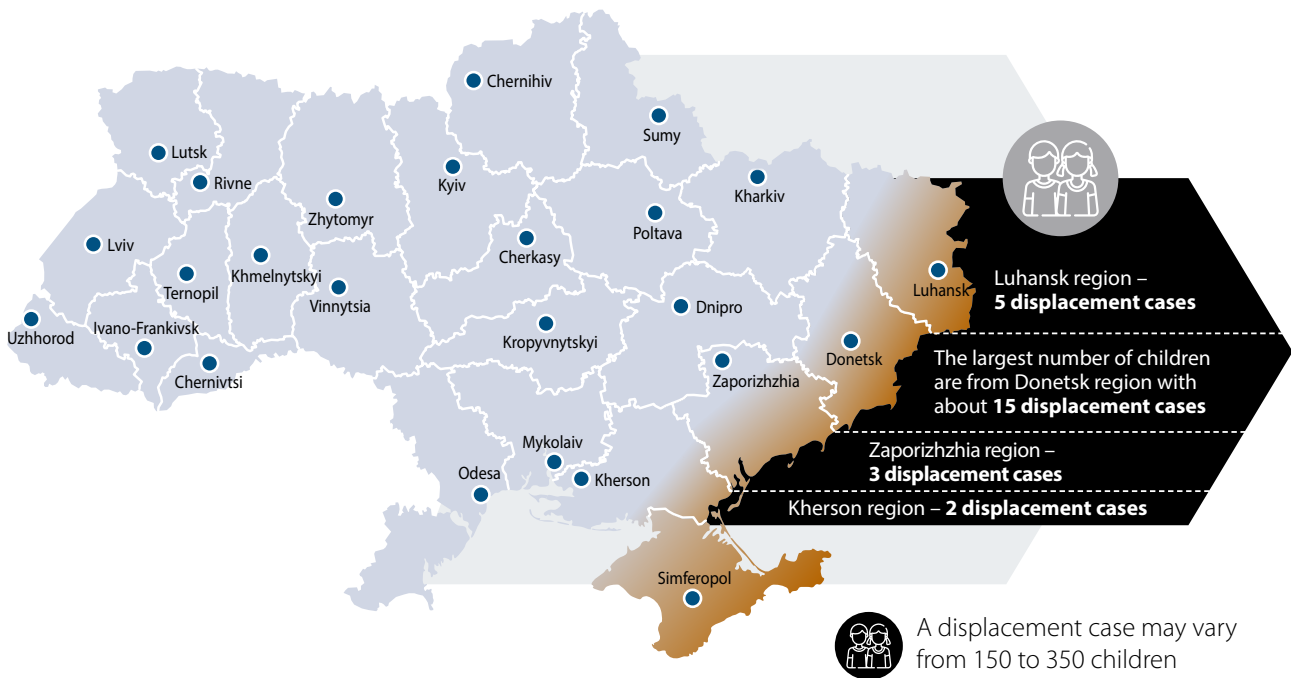 Chernihiv
Sumy
Lutsk
Rivne
Kyiv
Kharkiv
Zhytomyr
Poltava
Lviv
Cherkasy
Khmelnytskyi
Ternopil
Vinnytsia
Luhansk
Dnipro
Uzhhorod
Ivano-Frankivsk
Kropyvnytskyi
Donetsk
Chernivtsi
Zaporizhzhia
Mykolaiv
Odesa
Kherson
Simferopol
Luhansk region –
5 displacement cases
The largest number of children
are from Donetsk region with
about 15 displacement cases
Zaporizhzhia region –
3 displacement cases
Kherson region – 2 displacement cases
A displacement case may vary
from 150 to 350 children